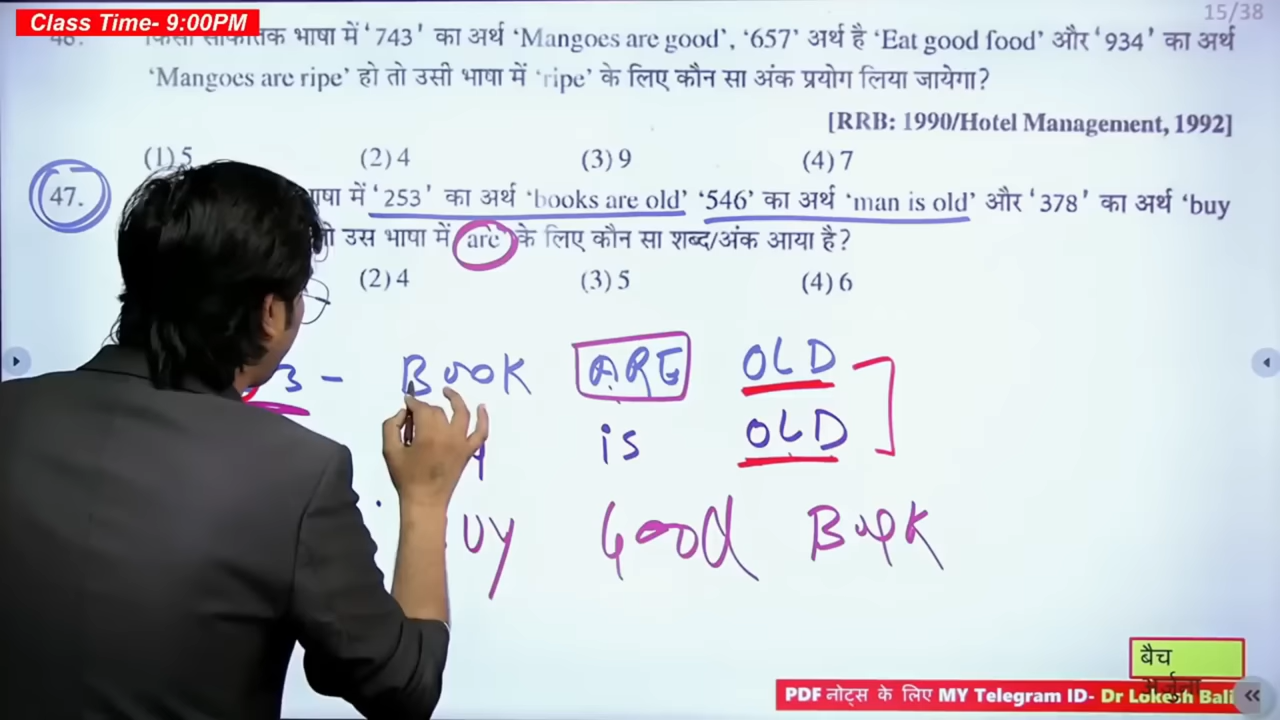 Class Time- 9:00PM
15/38
भाषा में '743' का अर्थ 'Mangoes are good', '657' अर्थ है 'Eat good food' और '934' का अर्थ
'Mangoes are ripe' हो तो उसी भाषा में 'ripe' के लिए कौन सा अंक प्रयोग लिया जायेगा?
[RRB: 1990/Hotel Management, 1992]
(1) 5 (2) 4 (3) 9 (4) 7
47. में '253' का अर्थ 'books are old' '546' का अर्थ 'man is old' और '378' का अर्थ 'buy
उस भाषा में 'are' के लिए कौन सा शब्द/अंक आया है?
(2) 4 (3) 5 (4) 6
3 - BOOK ARE OLD
is OLD
UY Good Book
बैच
अर्जुना
PDF नोट्स के लिए MY Telegram ID- Dr Lokesh Bali